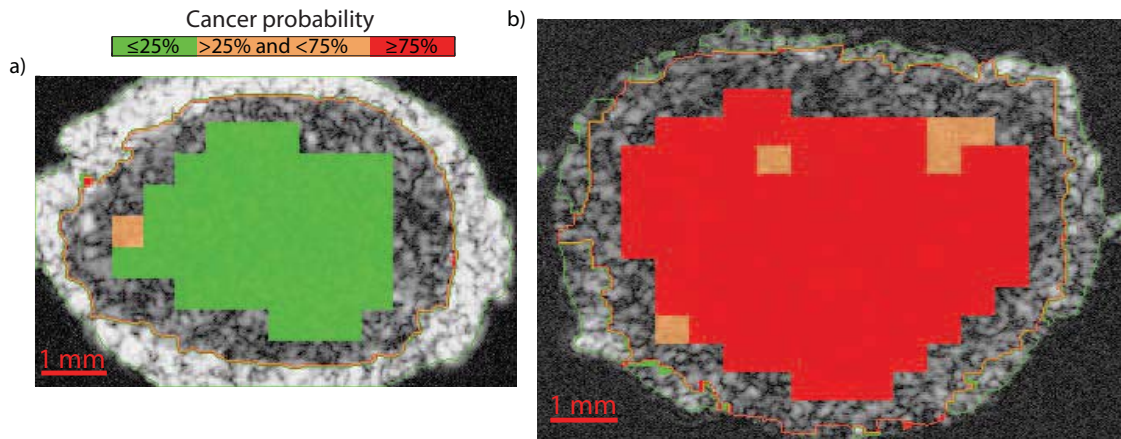 Cancer probability
≤25% >25% and <75% ≥75%
a)
b)
1 mm
1 mm